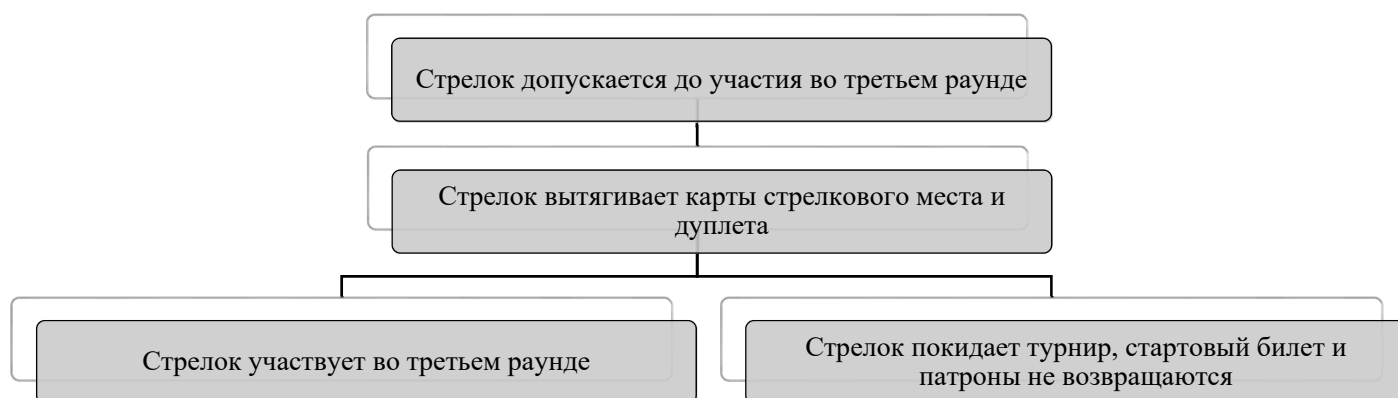 Стрелок допускается до участия во третьем раунде
Стрелок вытягивает карты стрелкового места и
дуплета
Стрелок участвует во третьем раунде
Стрелок покидает турнир, стартовый билет и
патроны не возвращаются